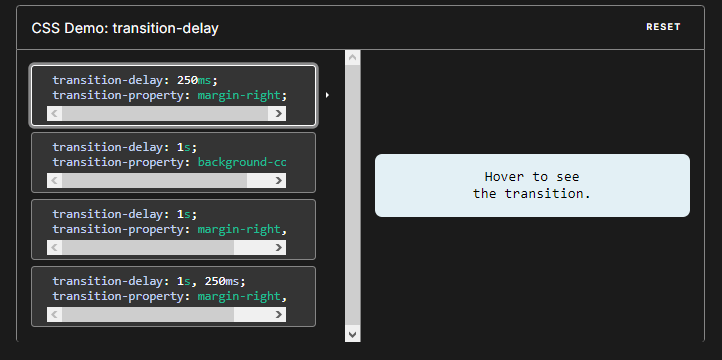 CSS Demo: transition-delay
RESET
transition-delay: 250ms;
transition-property: margin-right;
transition-delay: 1s;
transition-property: background-cc
transition-delay: 1s;
transition-property: margin-right,
transition-delay: 1s, 250ms;
transition-property: margin-right,
Hover to see
the transition.